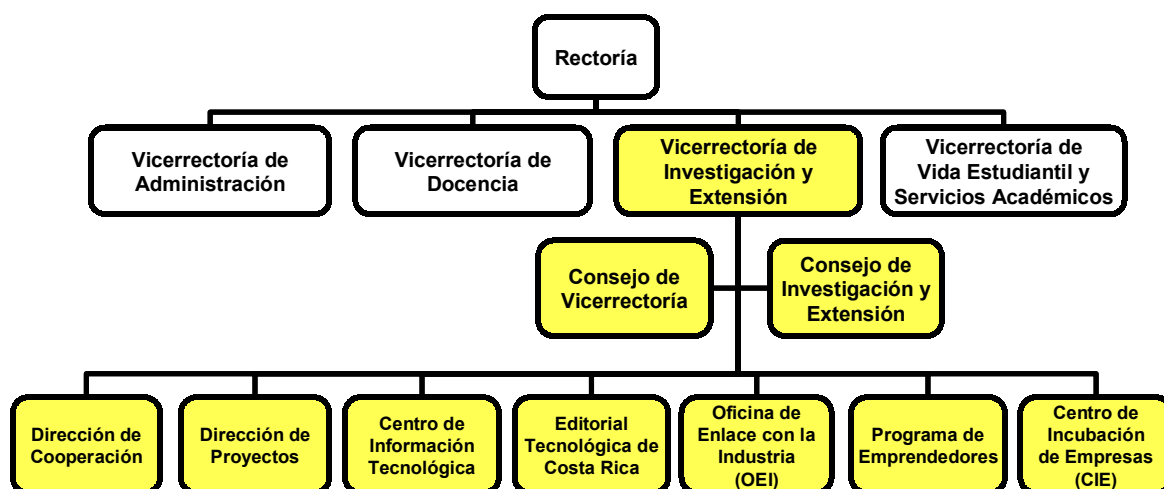 Rectoría
Vicerrectoría de
Administración
Vicerrectoría de
Docencia
Vicerrectoría de
Investigación y
Extensión
Vicerrectoría de
Vida Estudiantil y
Servicios Académicos
Consejo de
Vicerrectoría
Consejo de
Investigación y
Extensión
Dirección de
Cooperación
Dirección de
Proyectos
Centro de
Información
Tecnológica
Editorial
Tecnológica de
Costa Rica
Oficina de
Enlace con la
Industria
(OEI)
Programa de
Emprendedores
Centro de
Incubación
de Empresas
(CIE)